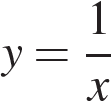 y = 1/x